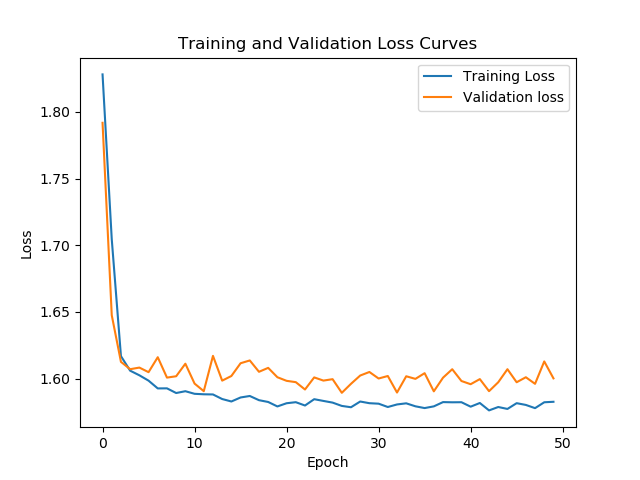 Training and Validation Loss Curves
Training Loss
Validation loss
1.80
1.75
1.70
1.65
1.60
Loss
0
10
20
30
40
50
Epoch